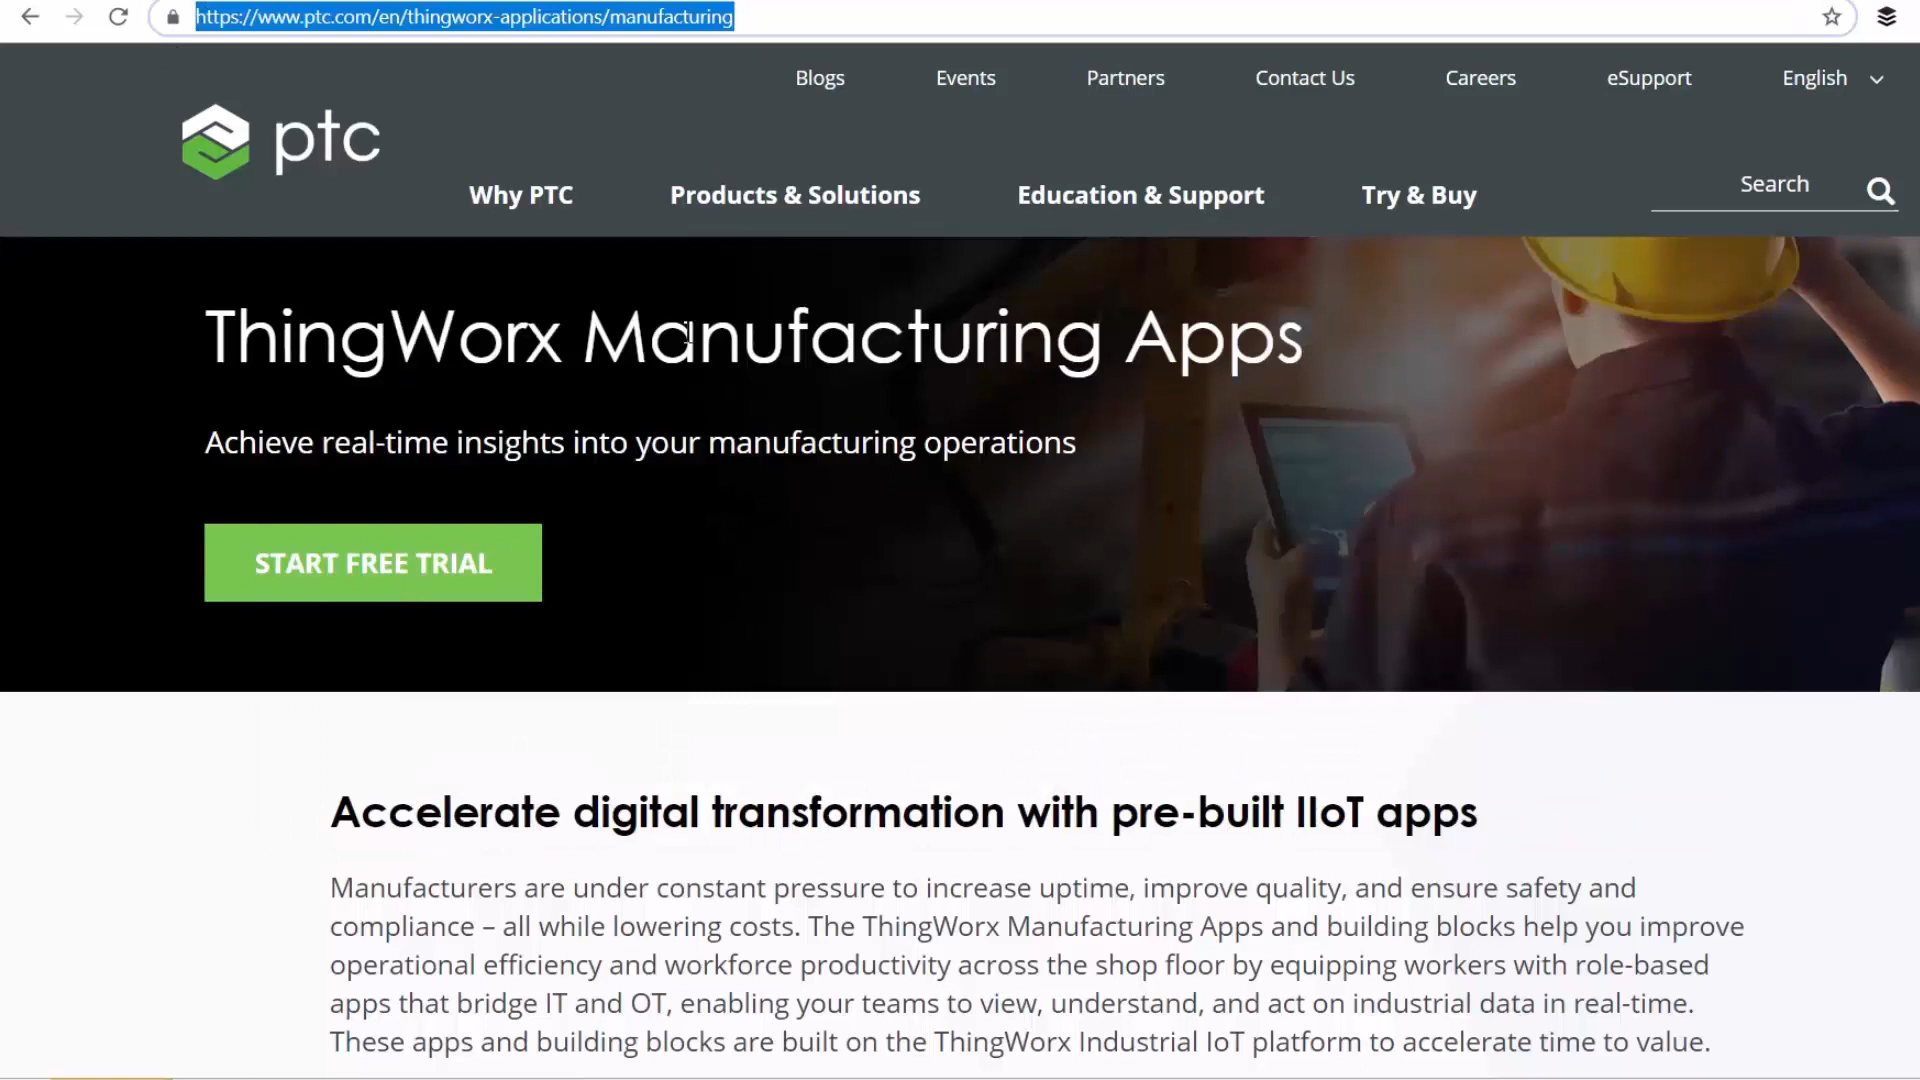 https://www.ptc.com/en/thingworx-applications/manufacturing
Blogs Events Partners Contact Us Careers eSupport English
ptc
Why PTC Products & Solutions Education & Support Try & Buy Search
ThingWorx Manufacturing Apps
Achieve real-time insights into your manufacturing operations
START FREE TRIAL
Accelerate digital transformation with pre-built IIoT apps
Manufacturers are under constant pressure to increase uptime, improve quality, and ensure safety and
compliance – all while lowering costs. The ThingWorx Manufacturing Apps and building blocks help you improve
operational efficiency and workforce productivity across the shop floor by equipping workers with role-based
apps that bridge IT and OT, enabling your teams to view, understand, and act on industrial data in real-time.
These apps and building blocks are built on the ThingWorx Industrial IoT platform to accelerate time to value.